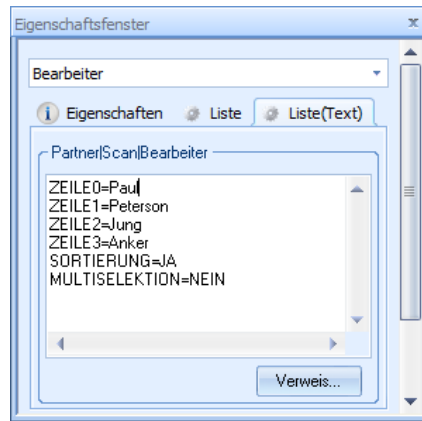 Eigenschaftsfenster
Bearbeiter
Eigenschaften Liste Liste(Text)
Partner|Scan|Bearbeiter
ZEILE0=Paul
ZEILE1=Peterson
ZEILE2=Jung
ZEILE3=Anker
SORTIERUNG=JA
MULTISELEKTION=NEIN
Verweis...